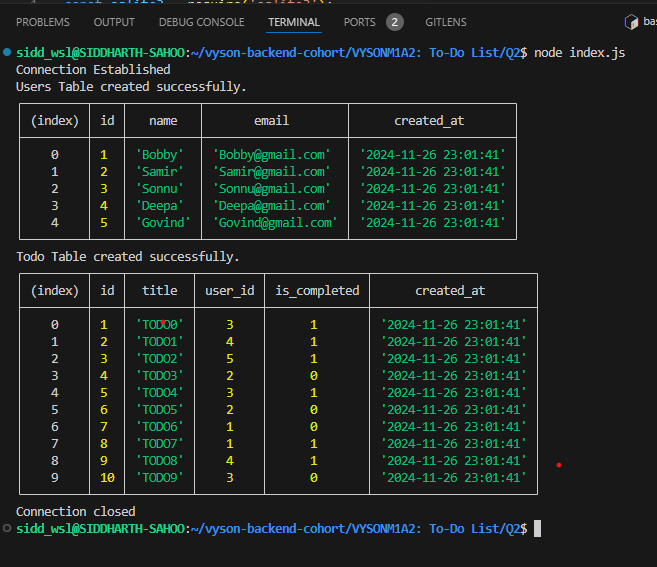 const sqlite3 = require('sqlite3');
PROBLEMS OUTPUT DEBUG CONSOLE TERMINAL PORTS 2 GITLENS
bas
sidd_wsl@SIDDHARTH-SAHOO:~/vyson-backend-cohort/VYSONM1A2: To-Do List/Q2$ node index.js
Connection Established
Users Table created successfully.
(index) id name email created_at
0 1 'Bobby' 'Bobby@gmail.com' '2024-11-26 23:01:41'
1 2 'Samir' 'Samir@gmail.com' '2024-11-26 23:01:41'
2 3 'Sonnu' 'Sonnu@gmail.com' '2024-11-26 23:01:41'
3 4 'Deepa' 'Deepa@gmail.com' '2024-11-26 23:01:41'
4 5 'Govind' 'Govind@gmail.com' '2024-11-26 23:01:41'
Todo Table created successfully.
(index) id title user_id is_completed created_at
0 1 'TODO0' 3 1 '2024-11-26 23:01:41'
1 2 'TODO1' 4 1 '2024-11-26 23:01:41'
2 3 'TODO2' 5 1 '2024-11-26 23:01:41'
3 4 'TODO3' 2 0 '2024-11-26 23:01:41'
4 5 'TODO4' 3 1 '2024-11-26 23:01:41'
5 6 'TODO5' 2 0 '2024-11-26 23:01:41'
6 7 'TODO6' 1 0 '2024-11-26 23:01:41'
7 8 'TODO7' 1 1 '2024-11-26 23:01:41'
8 9 'TODO8' 4 1 '2024-11-26 23:01:41'
9 10 'TODO9' 3 0 '2024-11-26 23:01:41'
Connection closed
sidd_wsl@SIDDHARTH-SAHOO:~/vyson-backend-cohort/VYSONM1A2: To-Do List/Q2$